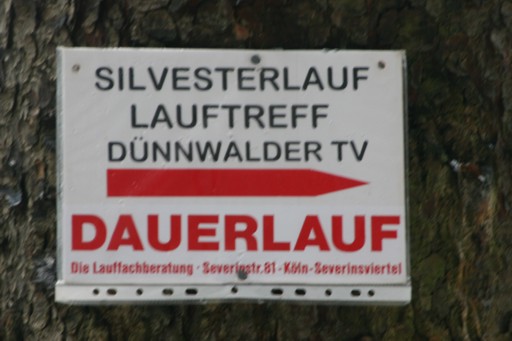 SILVESTERLAUF
LAUFTREFF
DÜNNWALDER TV
DAUERLAUF
Die Lauffachberatung · Severinstr.81 - Köln-Severinsviertel